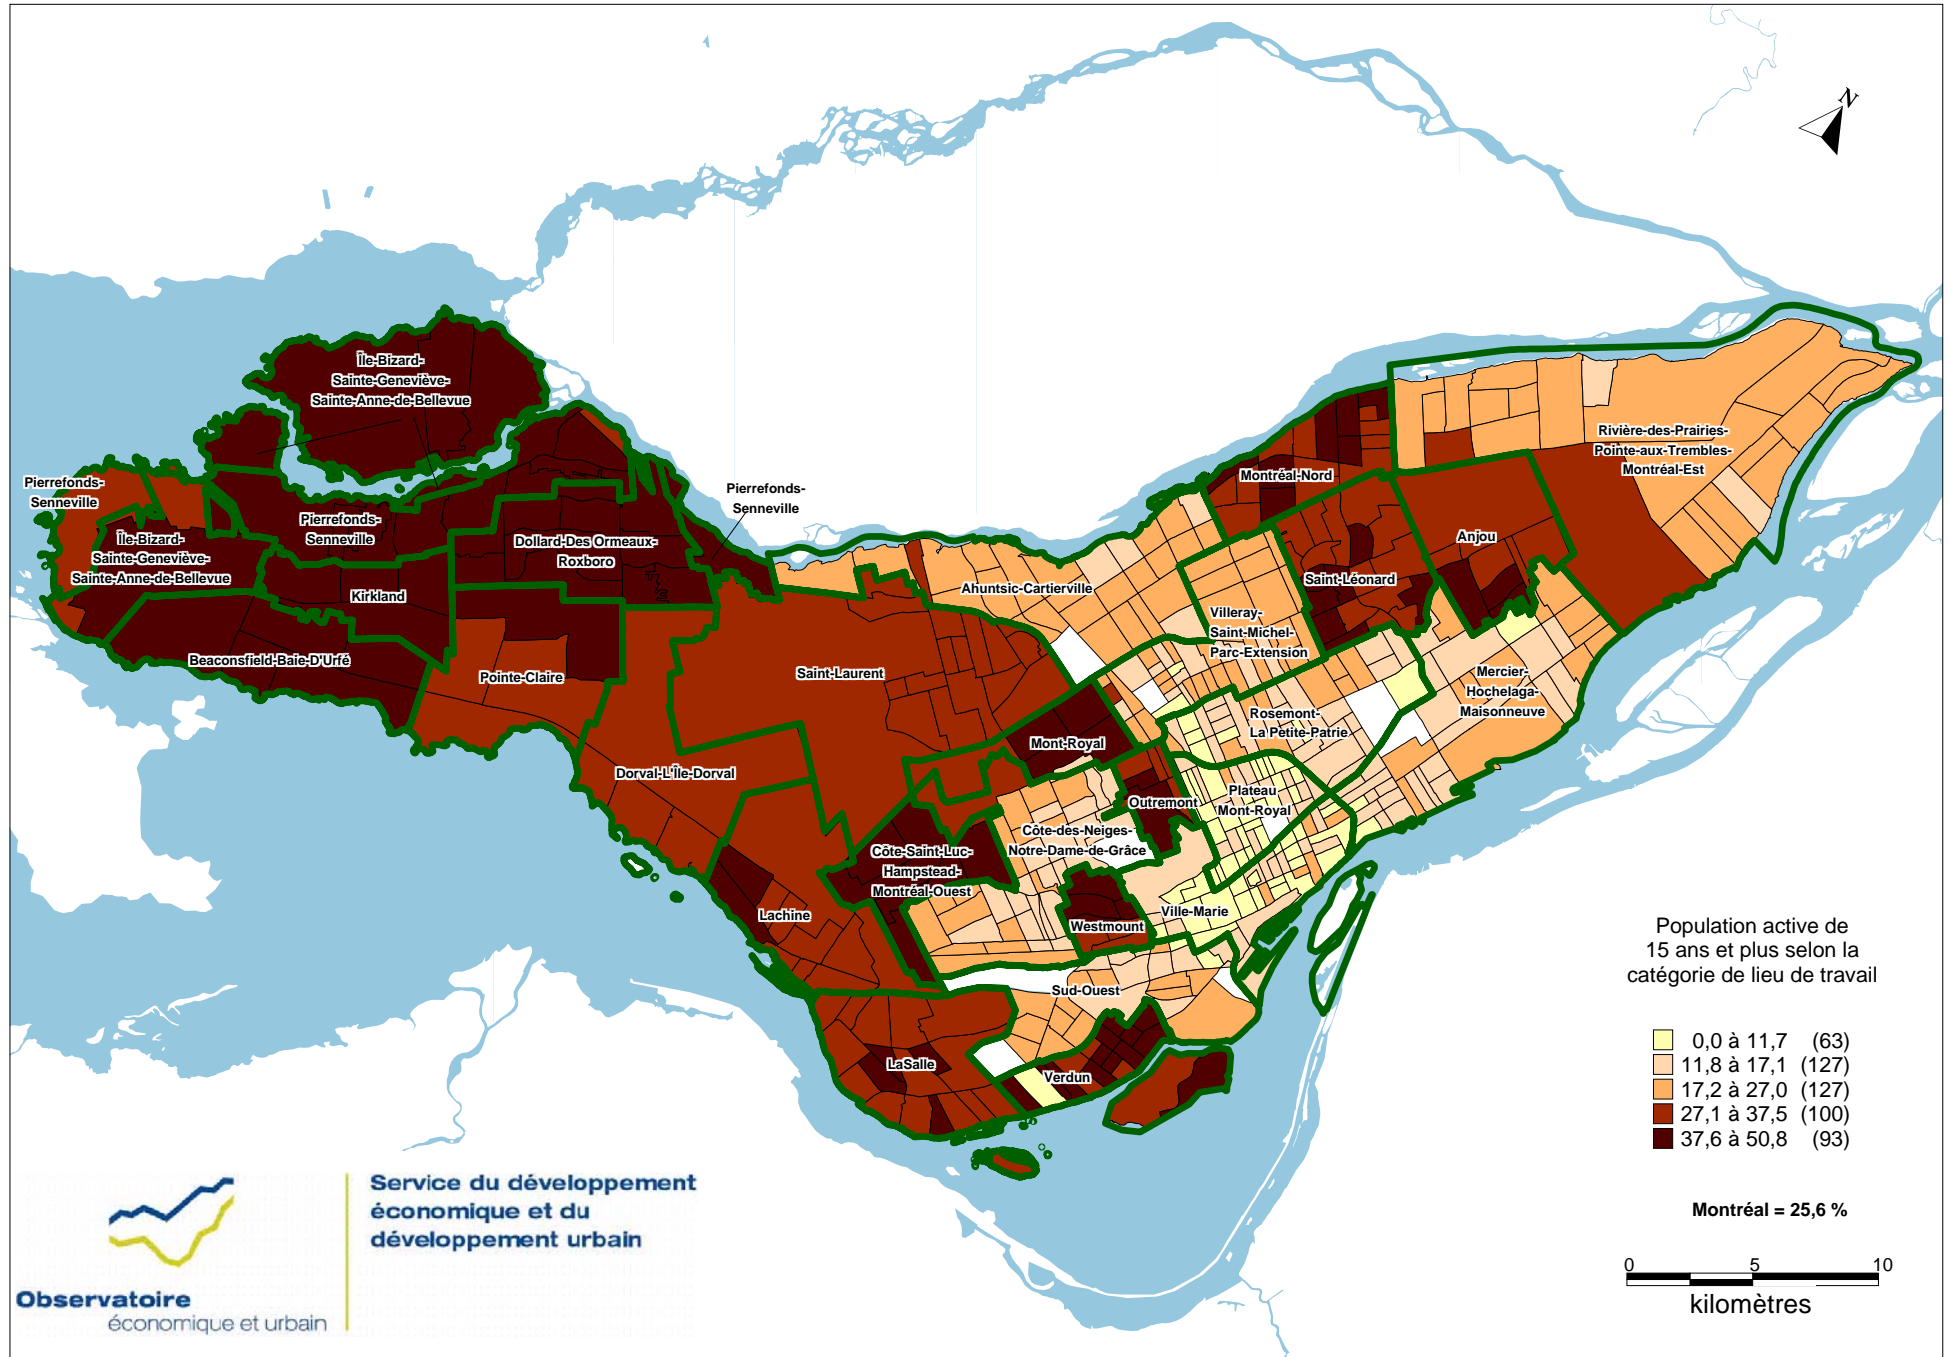 N
Île-Bizard-
Sainte-Geneviève-
Sainte-Anne-de-Bellevue
Pierrefonds-
Senneville
Pierrefonds-
Senneville
Île-Bizard-
Sainte-Geneviève-
Sainte-Anne-de-Bellevue
Pierrefonds-
Senneville
Dollard-Des Ormeaux-
Roxboro
Kirkland
Beaconsfield-Baie-D'Urfé
Pointe-Claire
Dorval-L'Île-Dorval
Saint-Laurent
Ahuntsic-Cartierville
Montréal-Nord
Rivière-des-Prairies-
Pointe-aux-Trembles-
Montréal-Est
Anjou
Saint-Léonard
Villeray-
Saint-Michel-
Parc-Extension
Mercier-
Hochelaga-
Maisonneuve
Rosemont-
La Petite-Patrie
Mont-Royal
Outremont
Plateau
Mont-Royal
Côte-des-Neiges-
Notre-Dame-de-Grâce
Côte-Saint-Luc-
Hampstead-
Montréal-Ouest
Lachine
Westmount
Ville-Marie
Sud-Ouest
LaSalle
Verdun
Population active de
15 ans et plus selon la
catégorie de lieu de travail
0,0 à 11,7 (63)
11,8 à 17,1 (127)
17,2 à 27,0 (127)
27,1 à 37,5 (100)
37,6 à 50,8 (93)
Montréal = 25,6 %
0 5 10
kilomètres
Service du développement
économique et du
développement urbain
Observatoire
économique et urbain